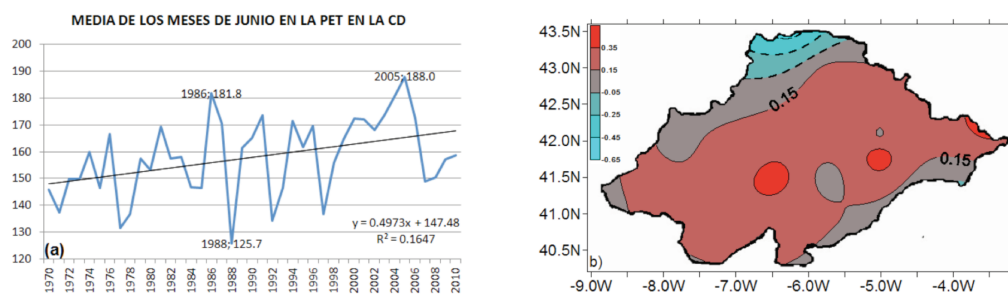 MEDIA DE LOS MESES DE JUNIO EN LA PET EN LA CD
200
190
180
170
160
150
140
130
120
1986; 181.8
2005; 188.0
1988; 125.7
y = 0.4973x + 147.48
R² = 0.1647
(a)
1970
1972
1974
1976
1978
1980
1982
1984
1986
1988
1990
1992
1994
1996
1998
2000
2002
2004
2006
2008
2010
43.5N
43.0N
42.5N
42.0N
41.5N
41.0N
40.5N
0.35
0.15
-0.05
-0.25
-0.45
-0.65
0.15
0.15
b)
-9.0W
-8.0W
-7.0W
-6.0W
-5.0W
-4.0W